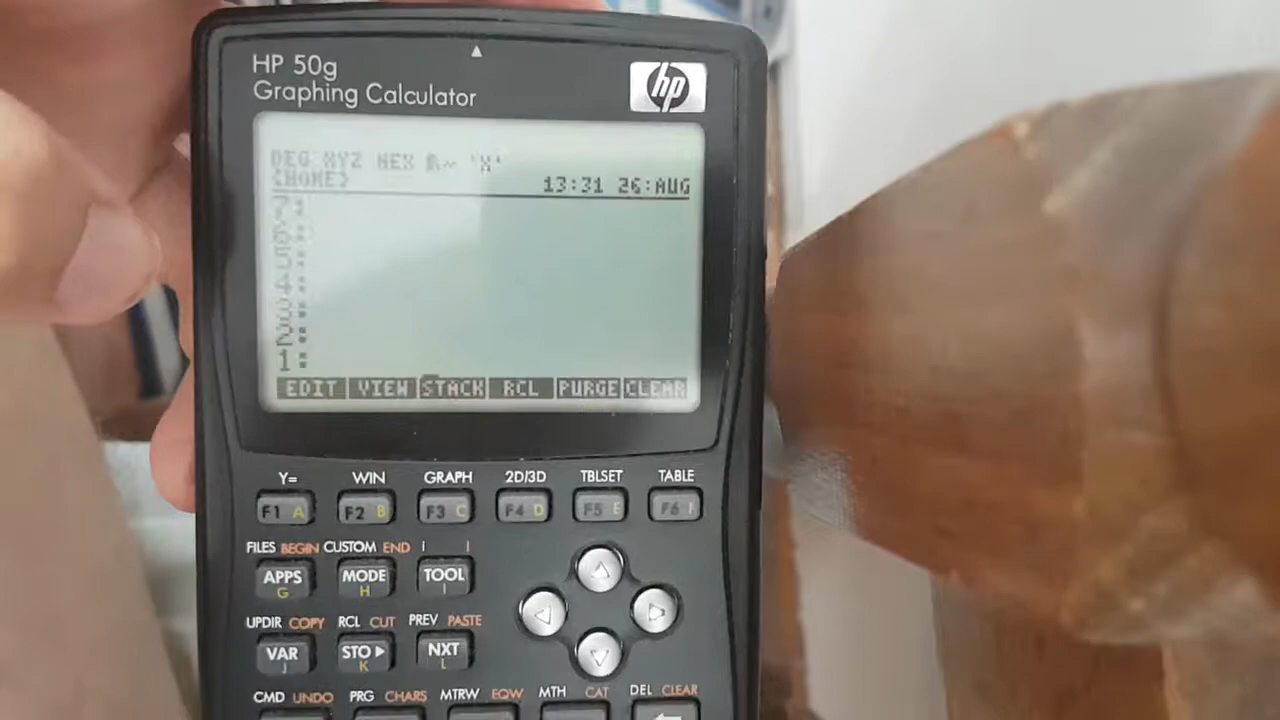 HP 50g
Graphing Calculator
hp
DEG XYZ HEX R~ 'X'
{HOME}
13:31 26:AUG
7:
6:
5:
4:
3:
2:
1:
EDIT VIEW STACK RCL PURGE CLEAR
Y= WIN GRAPH 2D/3D TBLSET TABLE
F1 A F2 B F3 C F4 D F5 E F6 F
FILES BEGIN CUSTOM END i I
APPS G MODE H TOOL I
UPDIR COPY RCL CUT PREV PASTE
VAR J STO▶ K NXT L
CMD UNDO PRG CHARS MTRW EQW MTH CAT DEL CLEAR